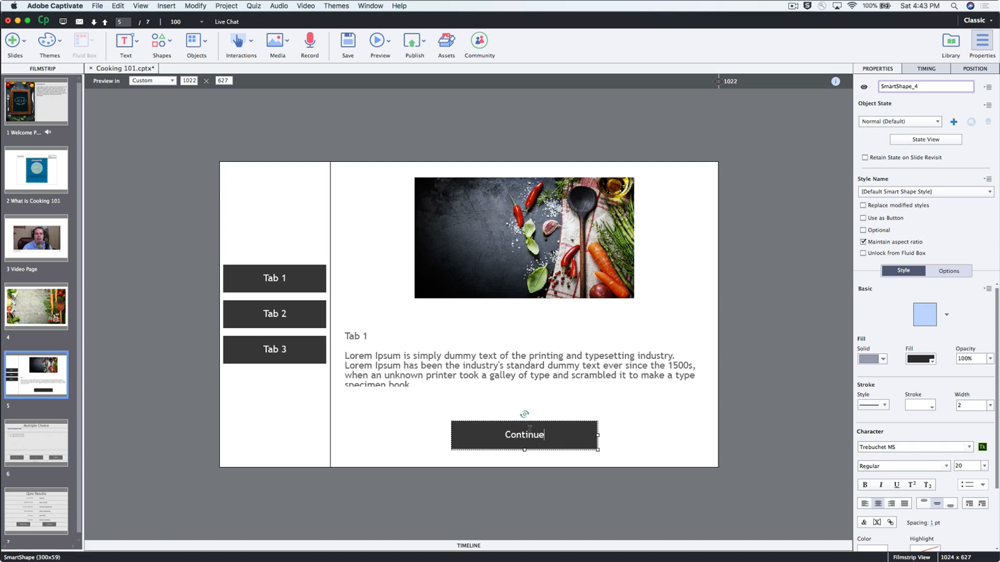 Adobe Captivate File Edit View Insert Modify Project Quiz Audio Video Themes Window Help 100% Sat 4:43 PM
Cp 5 / 7 100 Live Chat Classic
Slides Themes Fluid Box Text Shapes Objects Interactions Media Record Save Preview Publish Assets Community Library Properties
FILMSTRIP
× Cooking 101.cptx*
Preview in Custom 1022 × 627 1022
1 Welcome P...
2 What is Cooking 101
3 Video Page
4
5
Multiple Choice
6
Quiz Results
7
Tab 1
Tab 2
Tab 3
Tab 1
Lorem Ipsum is simply dummy text of the printing and typesetting industry.
Lorem Ipsum has been the industry's standard dummy text ever since the 1500s,
when an unknown printer took a galley of type and scrambled it to make a type
specimen book
Continue
TIMELINE
PROPERTIES TIMING POSITION
SmartShape_4
Object State
Normal (Default)
State View
Retain State on Slide Revisit
Style Name
[Default Smart Shape Style]
Replace modified styles
Use as Button
Optional
Maintain aspect ratio
Unlock from Fluid Box
Style Options
Basic
Fill
Solid Fill Opacity
100%
Stroke
Style Stroke Width
2
Character
Trebuchet MS Tk
Regular 20
B I U T² T₂
& [X] Spacing: 1 pt
Color Highlight
SmartShape (300x59) Filmstrip View 1024 x 627